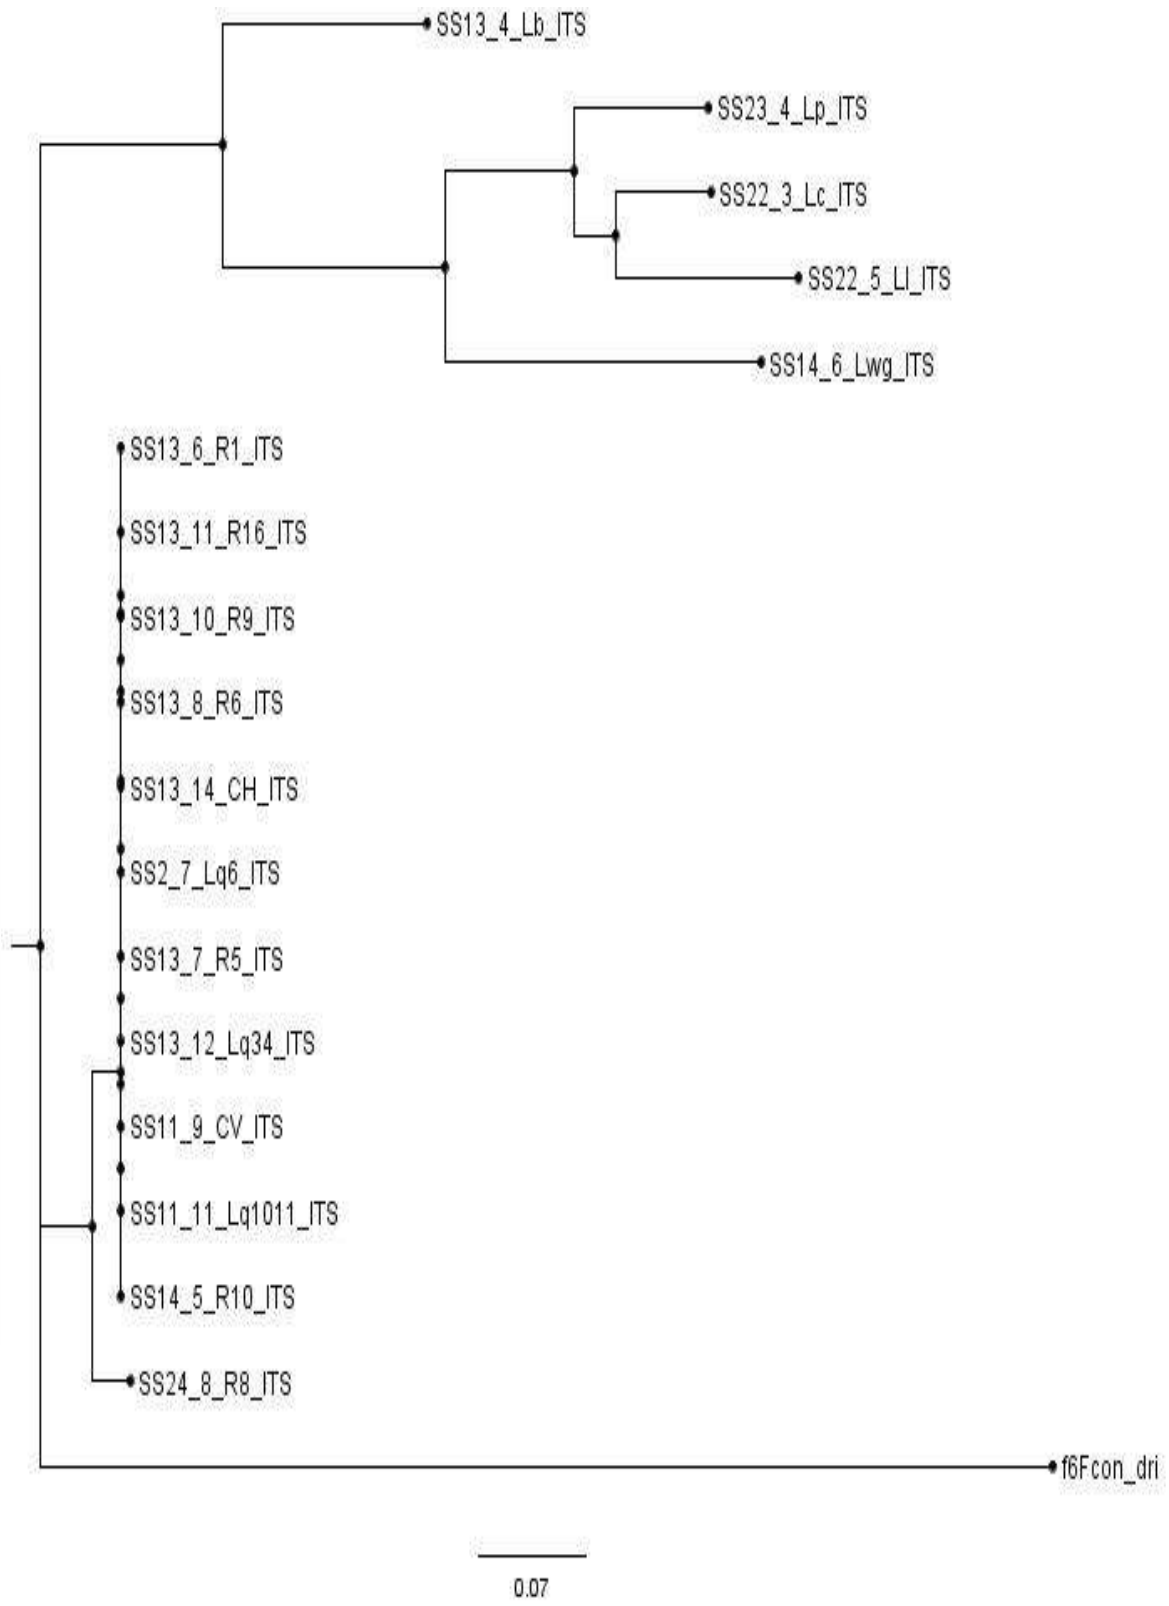 SS13_4_Lb_ITS
SS23_4_Lp_ITS
SS22_3_Lc_ITS
SS22_5_Ll_ITS
SS14_6_Lwg_ITS
SS13_6_R1_ITS
SS13_11_R16_ITS
SS13_10_R9_ITS
SS13_8_R6_ITS
SS13_14_CH_ITS
SS2_7_Lq6_ITS
SS13_7_R5_ITS
SS13_12_Lq34_ITS
SS11_9_CV_ITS
SS11_11_Lq1011_ITS
SS14_5_R10_ITS
SS24_8_R8_ITS
f6Fcon_dri
0.07